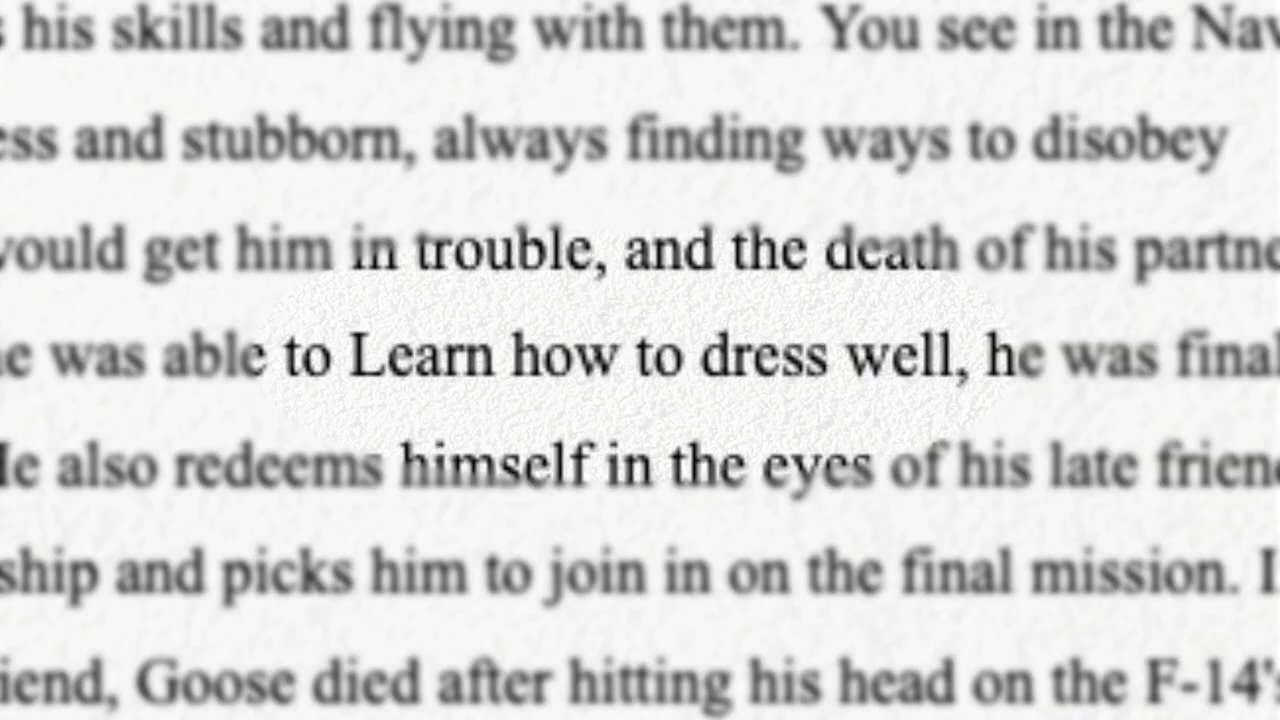 his skills and flying with them. You see in the Nav
ess and stubborn, always finding ways to disobey
would get him in trouble, and the death of his partne
he was able to Learn how to dress well, he was final
He also redeems himself in the eyes of his late frien
ship and picks him to join in on the final mission.
iend, Goose died after hitting his head on the F-14's